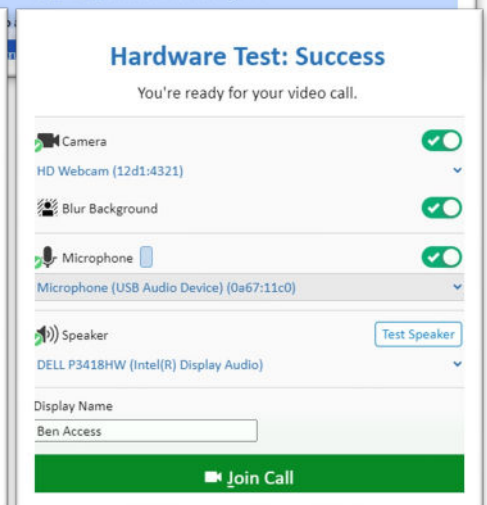 Hardware Test: Success
You're ready for your video call.
Camera
HD Webcam (12d1:4321)
Blur Background
Microphone
Microphone (USB Audio Device) (0a67:11c0)
Speaker
Test Speaker
DELL P3418HW (Intel(R) Display Audio)
Display Name
Ben Access
Join Call